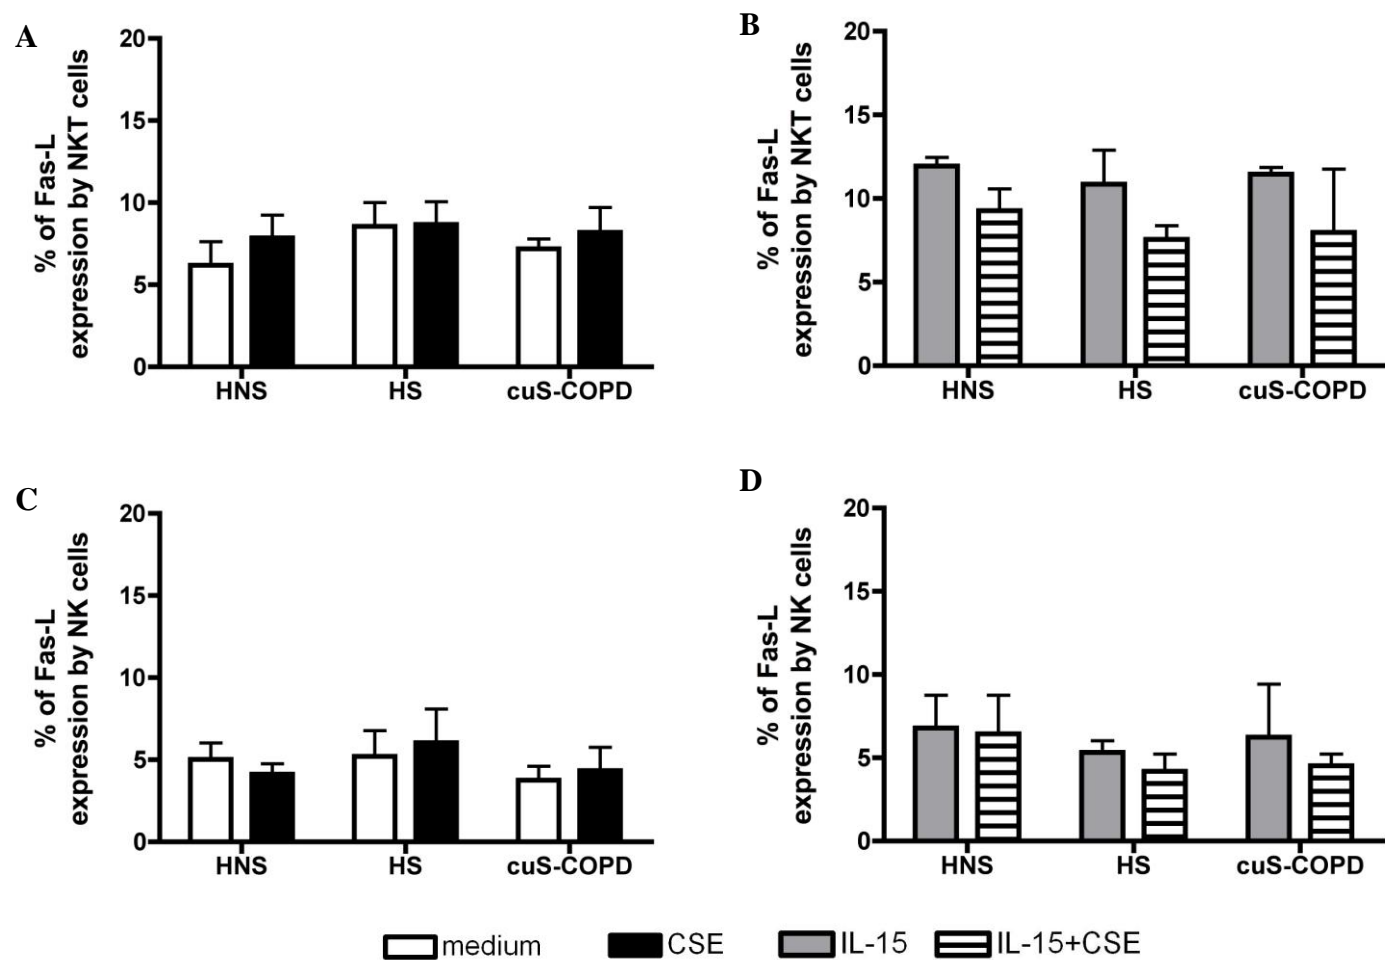 A
% of Fas-L
expression by NKT cells
20
15
10
5
0
HNS HS cuS-COPD
B
% of Fas-L
expression by NKT cells
20
15
10
5
0
HNS HS cuS-COPD
C
% of Fas-L
expression by NK cells
20
15
10
5
0
HNS HS cuS-COPD
D
% of Fas-L
expression by NK cells
20
15
10
5
0
HNS HS cuS-COPD
medium CSE IL-15 IL-15+CSE